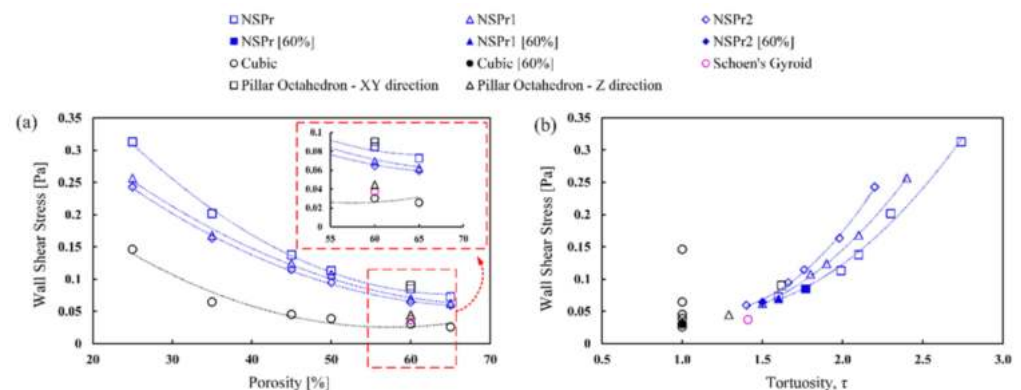 NSPr NSPr1 NSPr2
NSPr [60%] NSPr1 [60%] NSPr2 [60%]
Cubic Cubic [60%] Schoen's Gyroid
Pillar Octahedron - XY direction Pillar Octahedron - Z direction
(a)
Wall Shear Stress [Pa]
0.35
0.3
0.25
0.2
0.15
0.1
0.05
0
20 30 40 50 60 70
Porosity [%]
0.1
0.08
0.06
0.04
0.02
0
55 60 65 70
(b)
Wall Shear Stress [Pa]
0.35
0.3
0.25
0.2
0.15
0.1
0.05
0
0.5 1.0 1.5 2.0 2.5 3.0
Tortuosity, τ